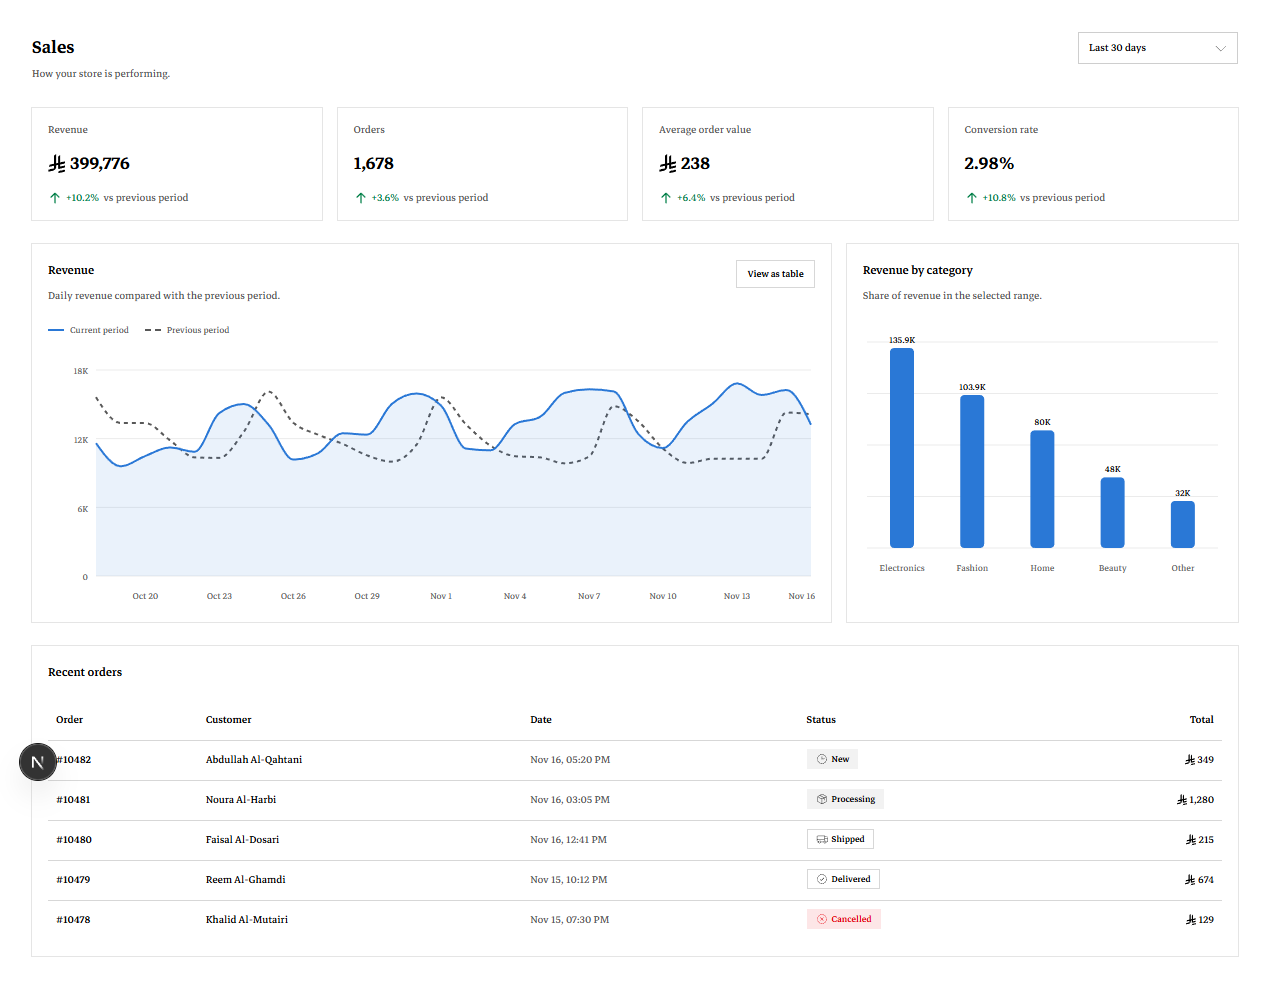 Sales
Last 30 days
How your store is performing.
Revenue
399,776
+10.2% vs previous period
Orders
1,678
+3.6% vs previous period
Average order value
238
+6.4% vs previous period
Conversion rate
2.98%
+10.8% vs previous period
Revenue
View as table
Daily revenue compared with the previous period.
Current period
Previous period
18K
12K
6K
0
Oct 20 Oct 23 Oct 26 Oct 29 Nov 1 Nov 4 Nov 7 Nov 10 Nov 13 Nov 16
Revenue by category
Share of revenue in the selected range.
135.9K
103.9K
80K
48K
32K
Electronics Fashion Home Beauty Other
Recent orders
Order Customer Date Status Total
#10482 Abdullah Al-Qahtani Nov 16, 05:20 PM New 349
#10481 Noura Al-Harbi Nov 16, 03:05 PM Processing 1,280
#10480 Faisal Al-Dosari Nov 16, 12:41 PM Shipped 215
#10479 Reem Al-Ghamdi Nov 15, 10:12 PM Delivered 674
#10478 Khalid Al-Mutairi Nov 15, 07:30 PM Cancelled 129
N